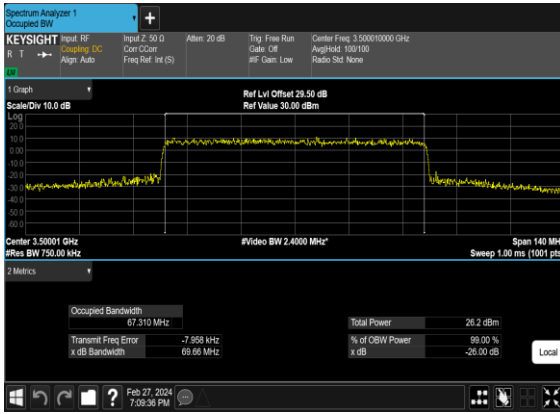 Spectrum Analyzer 1
Occupied BW
+
KEYSIGHT
R T
LW
Input: RF
Coupling: DC
Align: Auto
Input Z: 50 Ω
Corr CCorr
Freq Ref: Int (S)
Atten: 20 dB
Trig: Free Run
Gate: Off
#IF Gain: Low
Center Freq: 3.500010000 GHz
Avg|Hold: 100/100
Radio Std: None
1 Graph
Scale/Div 10.0 dB
Ref Lvl Offset 29.50 dB
Ref Value 30.00 dBm
Log
20.0
10.0
0.00
-10.0
-20.0
-30.0
-40.0
-50.0
-60.0
Center 3.50001 GHz
#Res BW 750.00 kHz
#Video BW 2.4000 MHz*
Span 140 MH
Sweep 1.00 ms (1001 pts
2 Metrics
Occupied Bandwidth
67.310 MHz
Transmit Freq Error -7.958 kHz
x dB Bandwidth 69.66 MHz
Total Power 26.2 dBm
% of OBW Power 99.00 %
x dB -26.00 dB
Local
?
Feb 27, 2024
7:09:36 PM